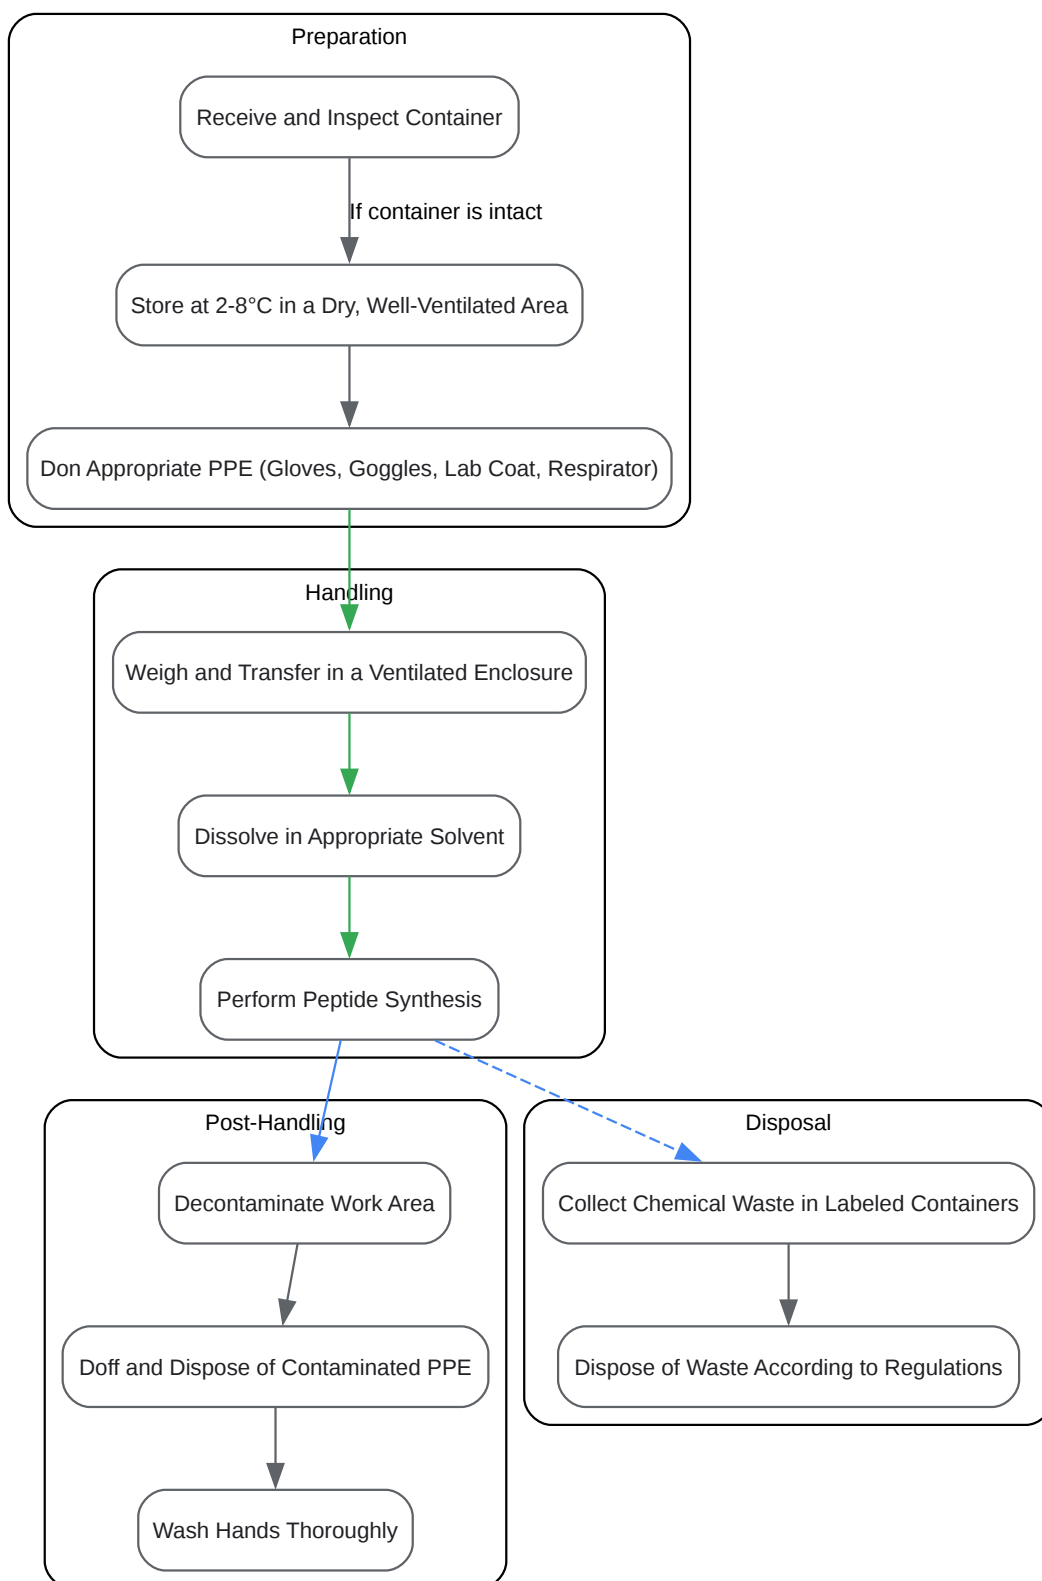 Preparation
Receive and Inspect Container
If container is intact
Store at 2-8°C in a Dry, Well-Ventilated Area
Don Appropriate PPE (Gloves, Goggles, Lab Coat, Respirator)
Handling
Weigh and Transfer in a Ventilated Enclosure
Dissolve in Appropriate Solvent
Perform Peptide Synthesis
Post-Handling
Decontaminate Work Area
Doff and Dispose of Contaminated PPE
Wash Hands Thoroughly
Disposal
Collect Chemical Waste in Labeled Containers
Dispose of Waste According to Regulations